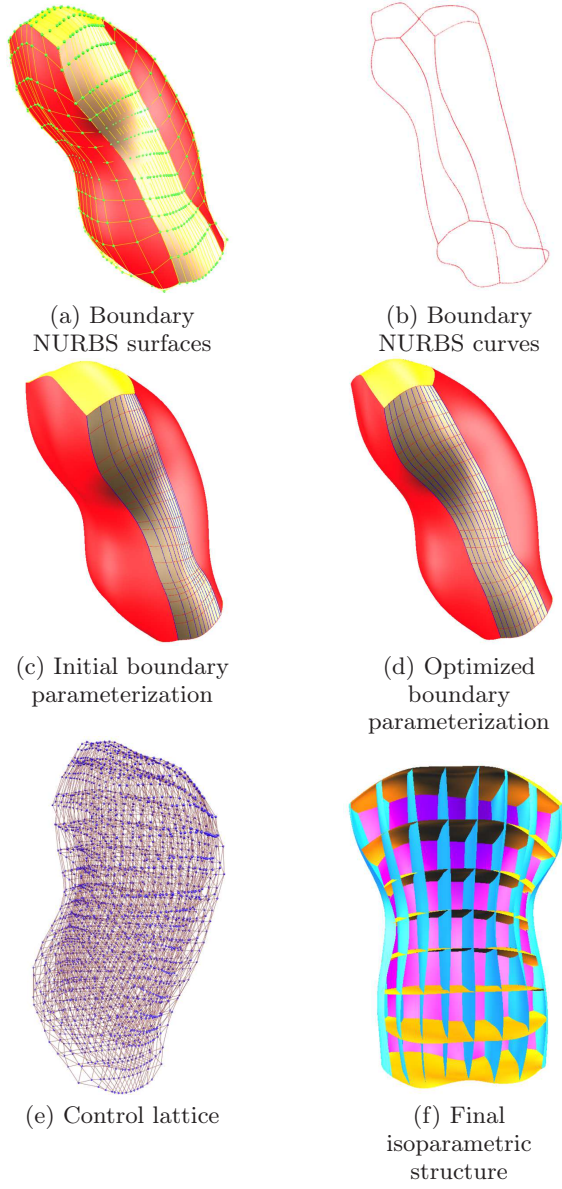 (a) Boundary
NURBS surfaces
(b) Boundary
NURBS curves
(c) Initial boundary
parameterization
(d) Optimized
boundary
parameterization
(e) Control lattice
(f) Final
isoparametric
structure